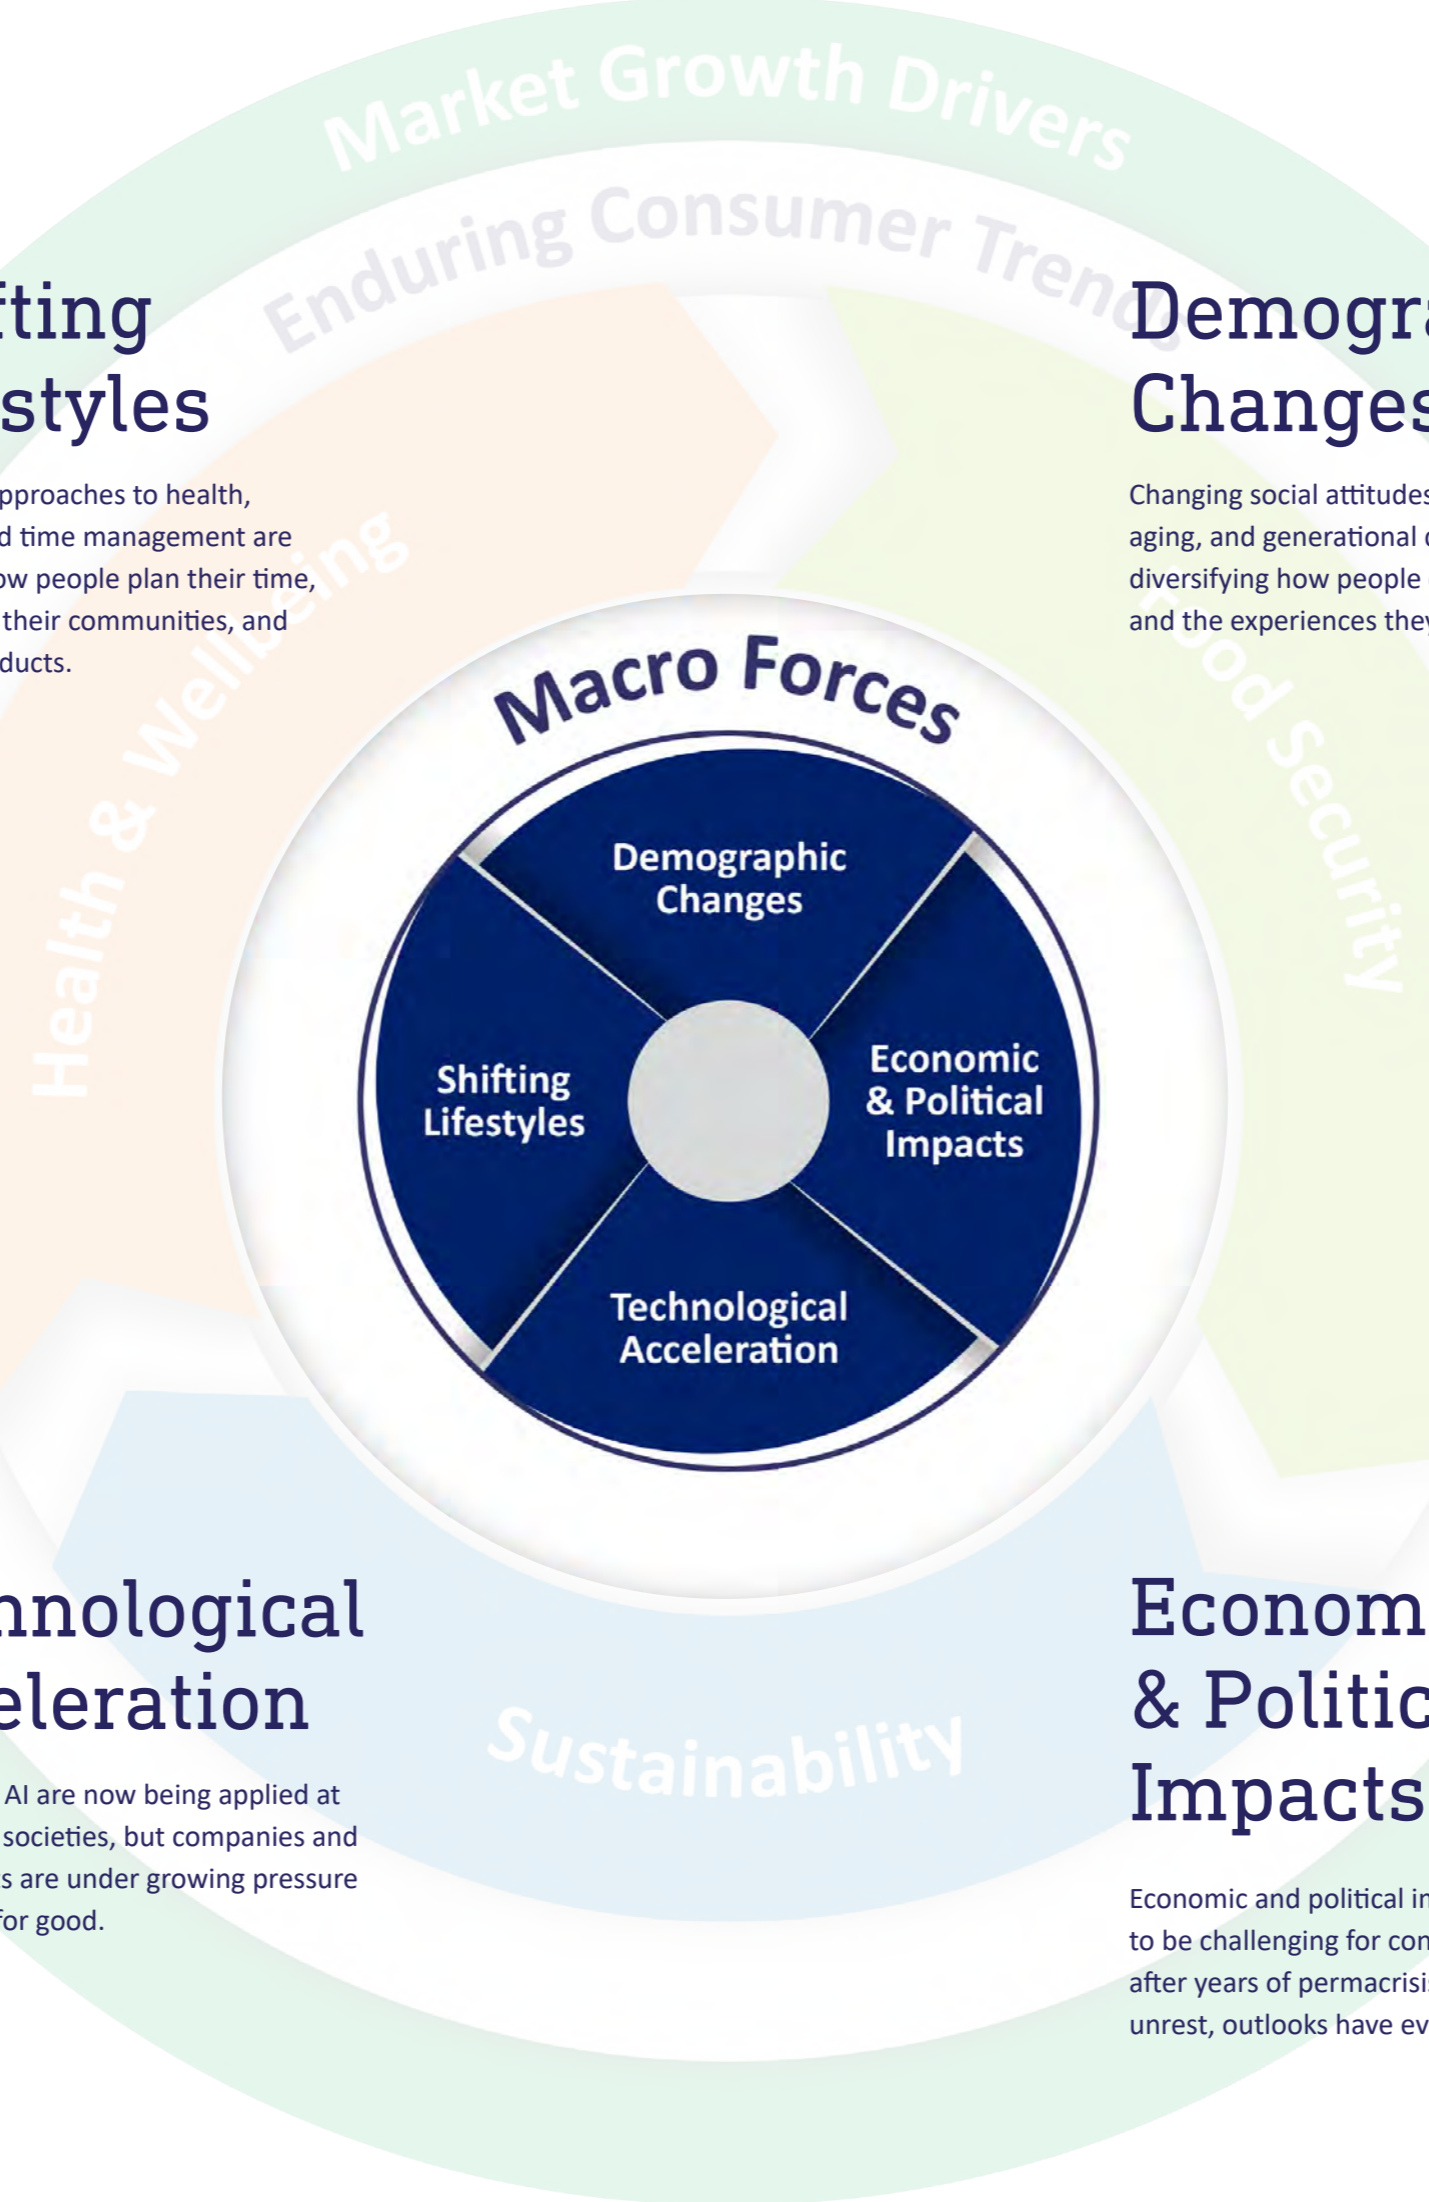 Market Growth Drivers
Enduring Consumer Trends
fting
styles
pproaches to health,
d time management are
ow people plan their time,
their communities, and
ducts.
Demogra
Changes
Changing social attitudes
aging, and generational
diversifying how people
and the experiences they
Health & Wellbeing
Food Security
Macro Forces
Demographic
Changes
Shifting
Lifestyles
Economic
& Political
Impacts
Technological
Acceleration
Sustainability
hnological
eleration
AI are now being applied at
societies, but companies and
s are under growing pressure
for good.
Econom
& Politic
Impacts
Economic and political in
to be challenging for con
after years of permacrisis
unrest, outlooks have ev